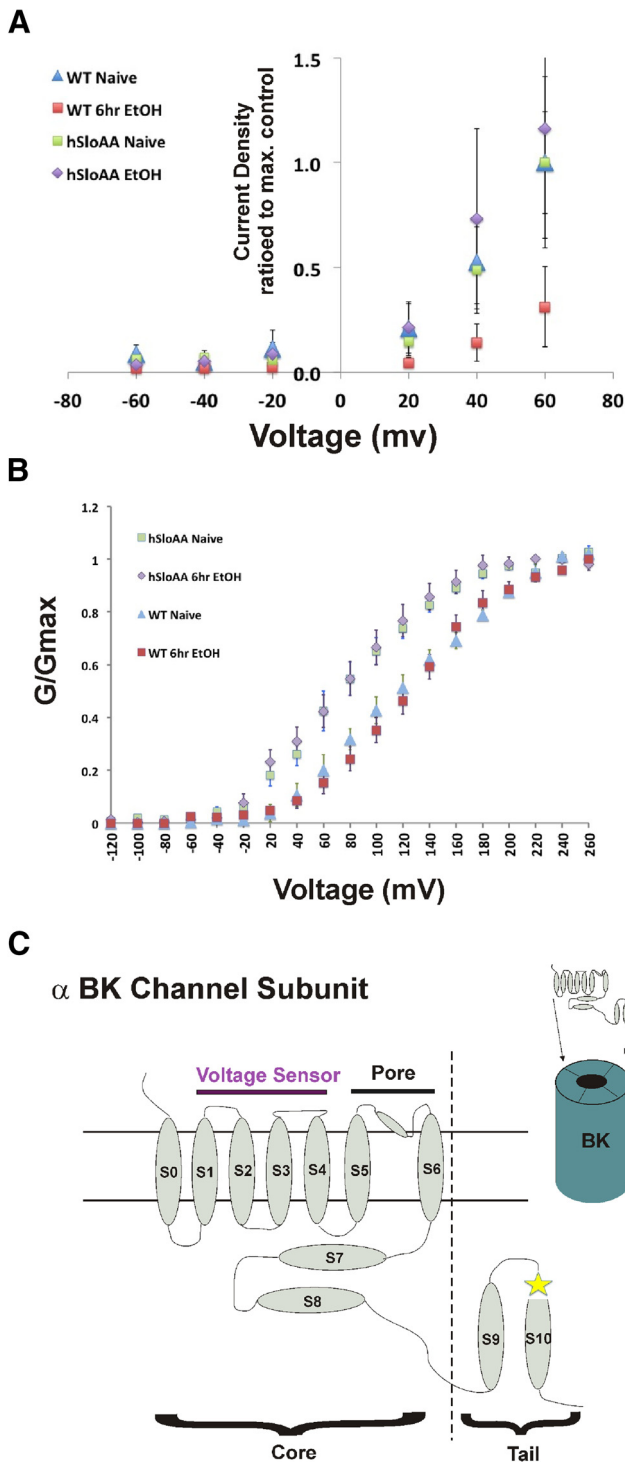 A
WT Naive
WT 6hr EtOH
hSloAA Naive
hSloAA EtOH
Current Density
ratioed to max. control
1.5
1.0
0.5
0.0
-80
-60
-40
-20
0
20
40
60
80
Voltage (mv)
B
1.2
1
0.8
0.6
0.4
0.2
0
G/Gmax
hSloAA Naive
hSloAA 6hr EtOH
WT Naive
WT 6hr EtOH
-120
-100
-80
-60
-40
-20
20
40
60
80
100
120
140
160
180
200
220
240
260
Voltage (mV)
C
α BK Channel Subunit
Voltage Sensor
Pore
S0
S1
S2
S3
S4
S5
S6
BK
S7
S8
S9
S10
Core
Tail